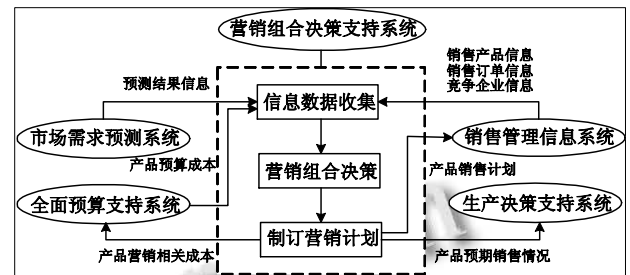 营销组合决策支持系统
销售产品信息
销售订单信息
竞争企业信息
预测结果信息
信息数据收集
市场需求预测系统
销售管理信息系统
产品预算成本
营销组合决策
产品销售计划
全面预算支持系统
生产决策支持系统
制订营销计划
产品营销相关成本
产品预期销售情况